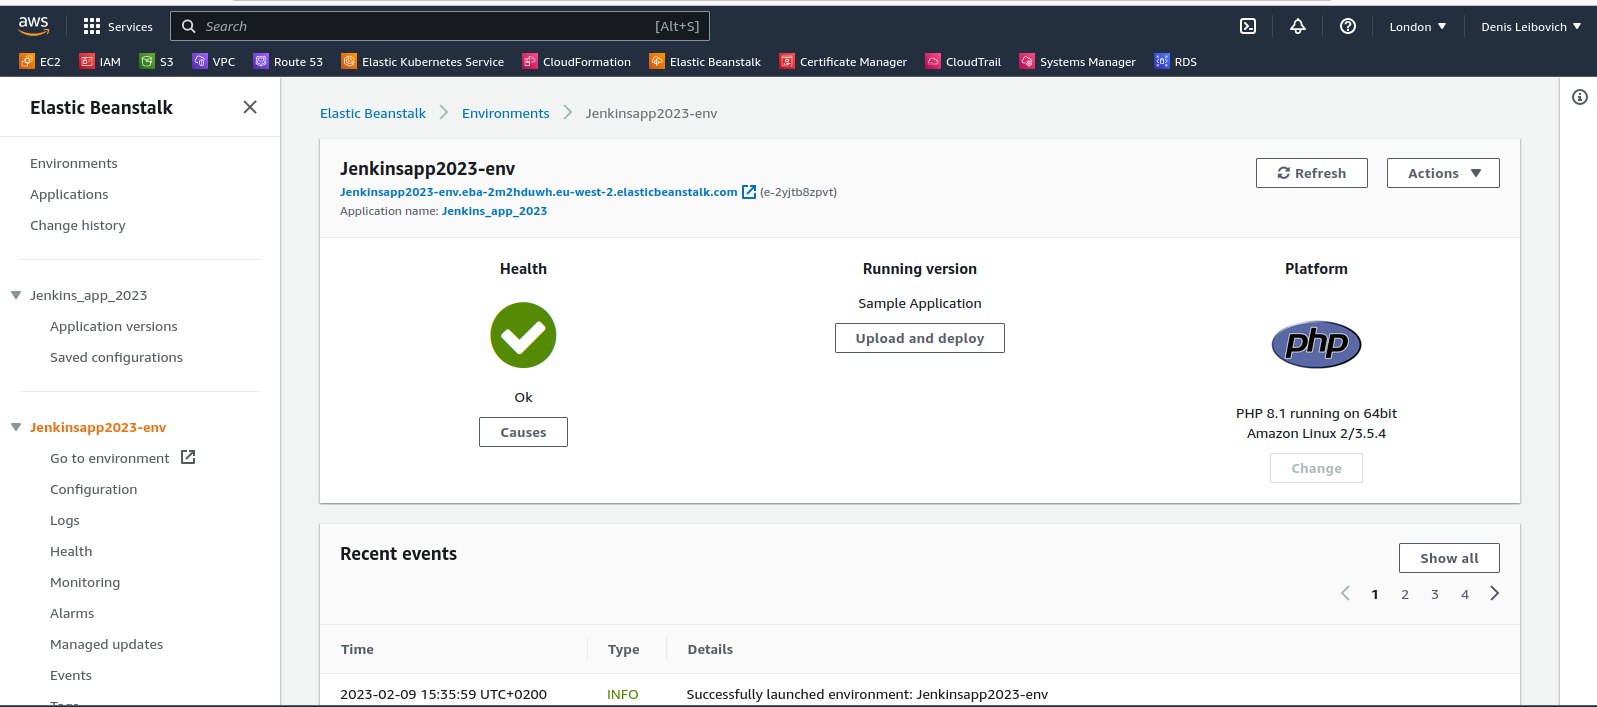 aws
Services
Search [Alt+S]
London
Denis Leibovich
EC2
IAM
S3
VPC
Route 53
Elastic Kubernetes Service
CloudFormation
Elastic Beanstalk
Certificate Manager
CloudTrail
Systems Manager
RDS
Elastic Beanstalk
Environments
Applications
Change history
Jenkins_app_2023
Application versions
Saved configurations
Jenkinsapp2023-env
Go to environment
Configuration
Logs
Health
Monitoring
Alarms
Managed updates
Events
Tags
Elastic Beanstalk
Environments
Jenkinsapp2023-env
Jenkinsapp2023-env
Jenkinsapp2023-env.eba-2m2hduwh.eu-west-2.elasticbeanstalk.com (e-2yjtb8zpvt)
Application name: Jenkins_app_2023
Refresh
Actions
Health
Ok
Causes
Running version
Sample Application
Upload and deploy
Platform
php
PHP 8.1 running on 64bit
Amazon Linux 2/3.5.4
Change
Recent events
Show all
1 2 3 4
Time Type Details
2023-02-09 15:35:59 UTC+0200 INFO Successfully launched environment: Jenkinsapp2023-env